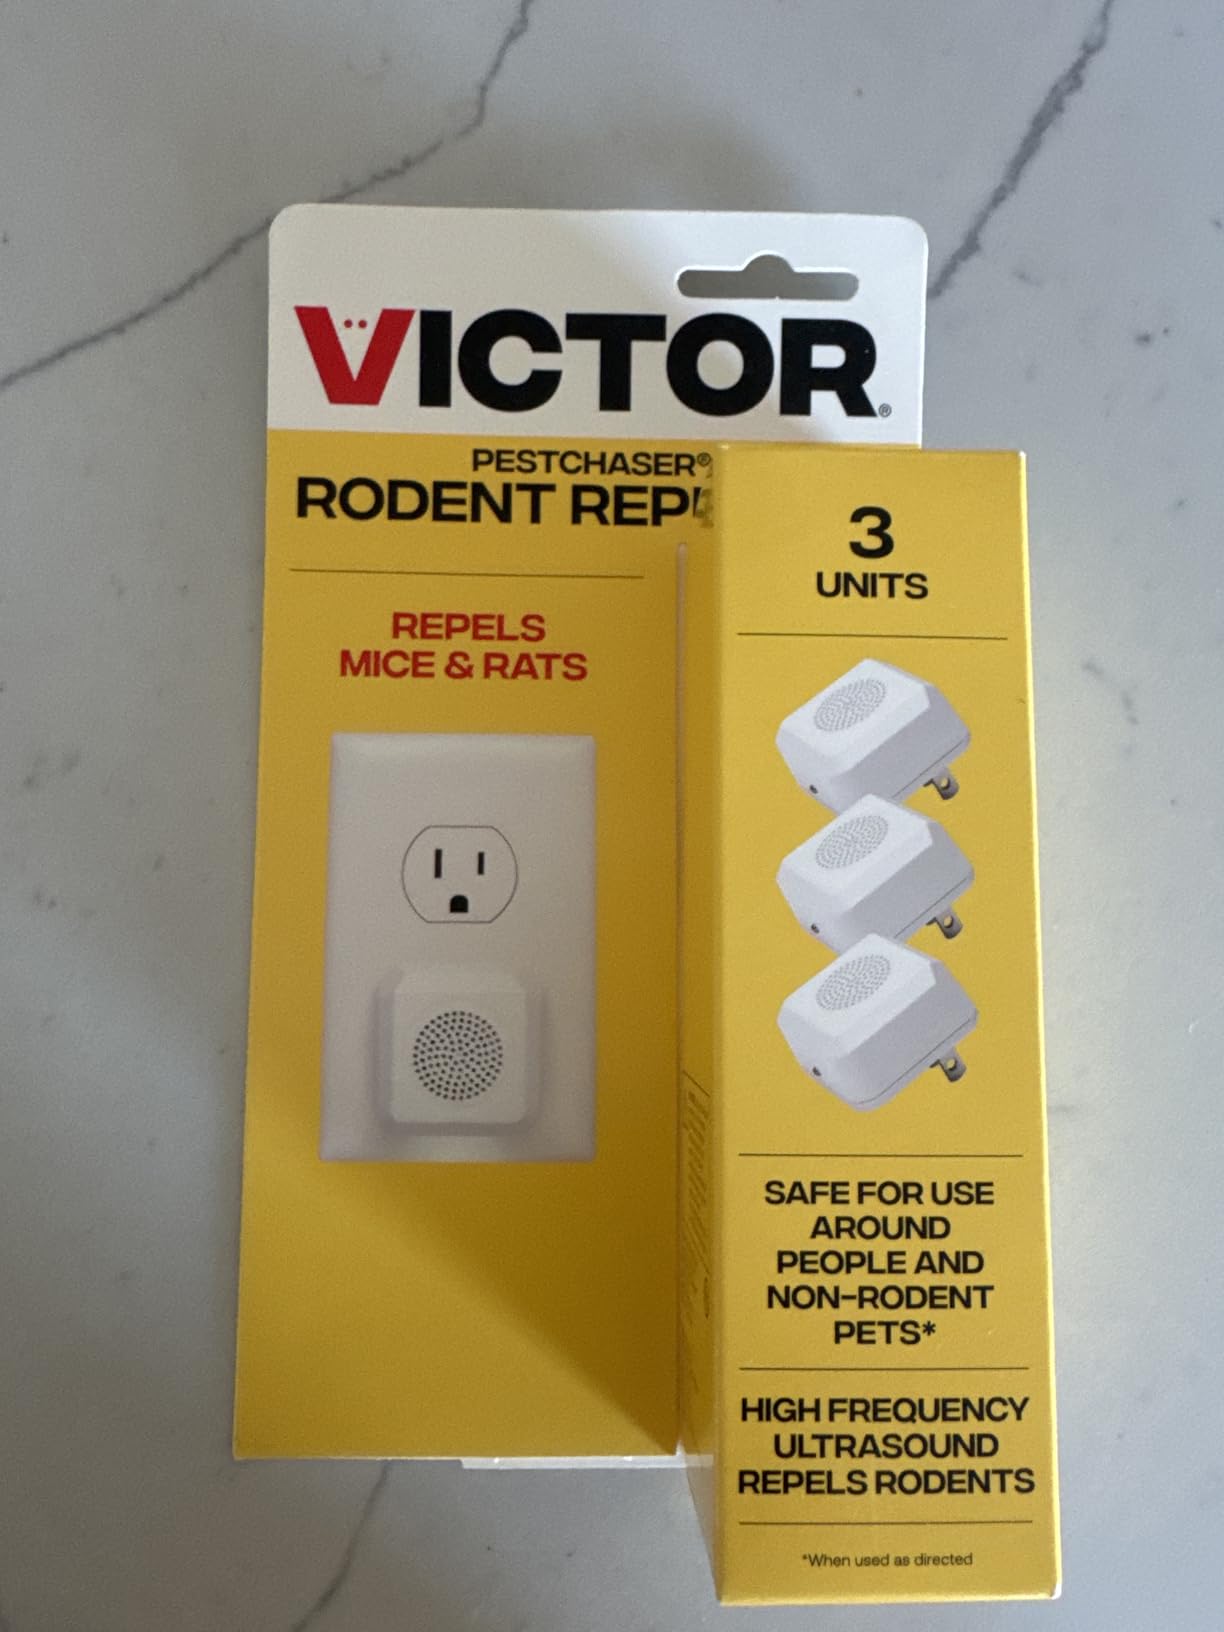 VICTOR®
PESTCHASER®
RODENT REP
REPELS
MICE & RATS
3
UNITS
SAFE FOR USE
AROUND
PEOPLE AND
NON-RODENT
PETS*
HIGH FREQUENCY
ULTRASOUND
REPELS RODENTS
*When used as directed